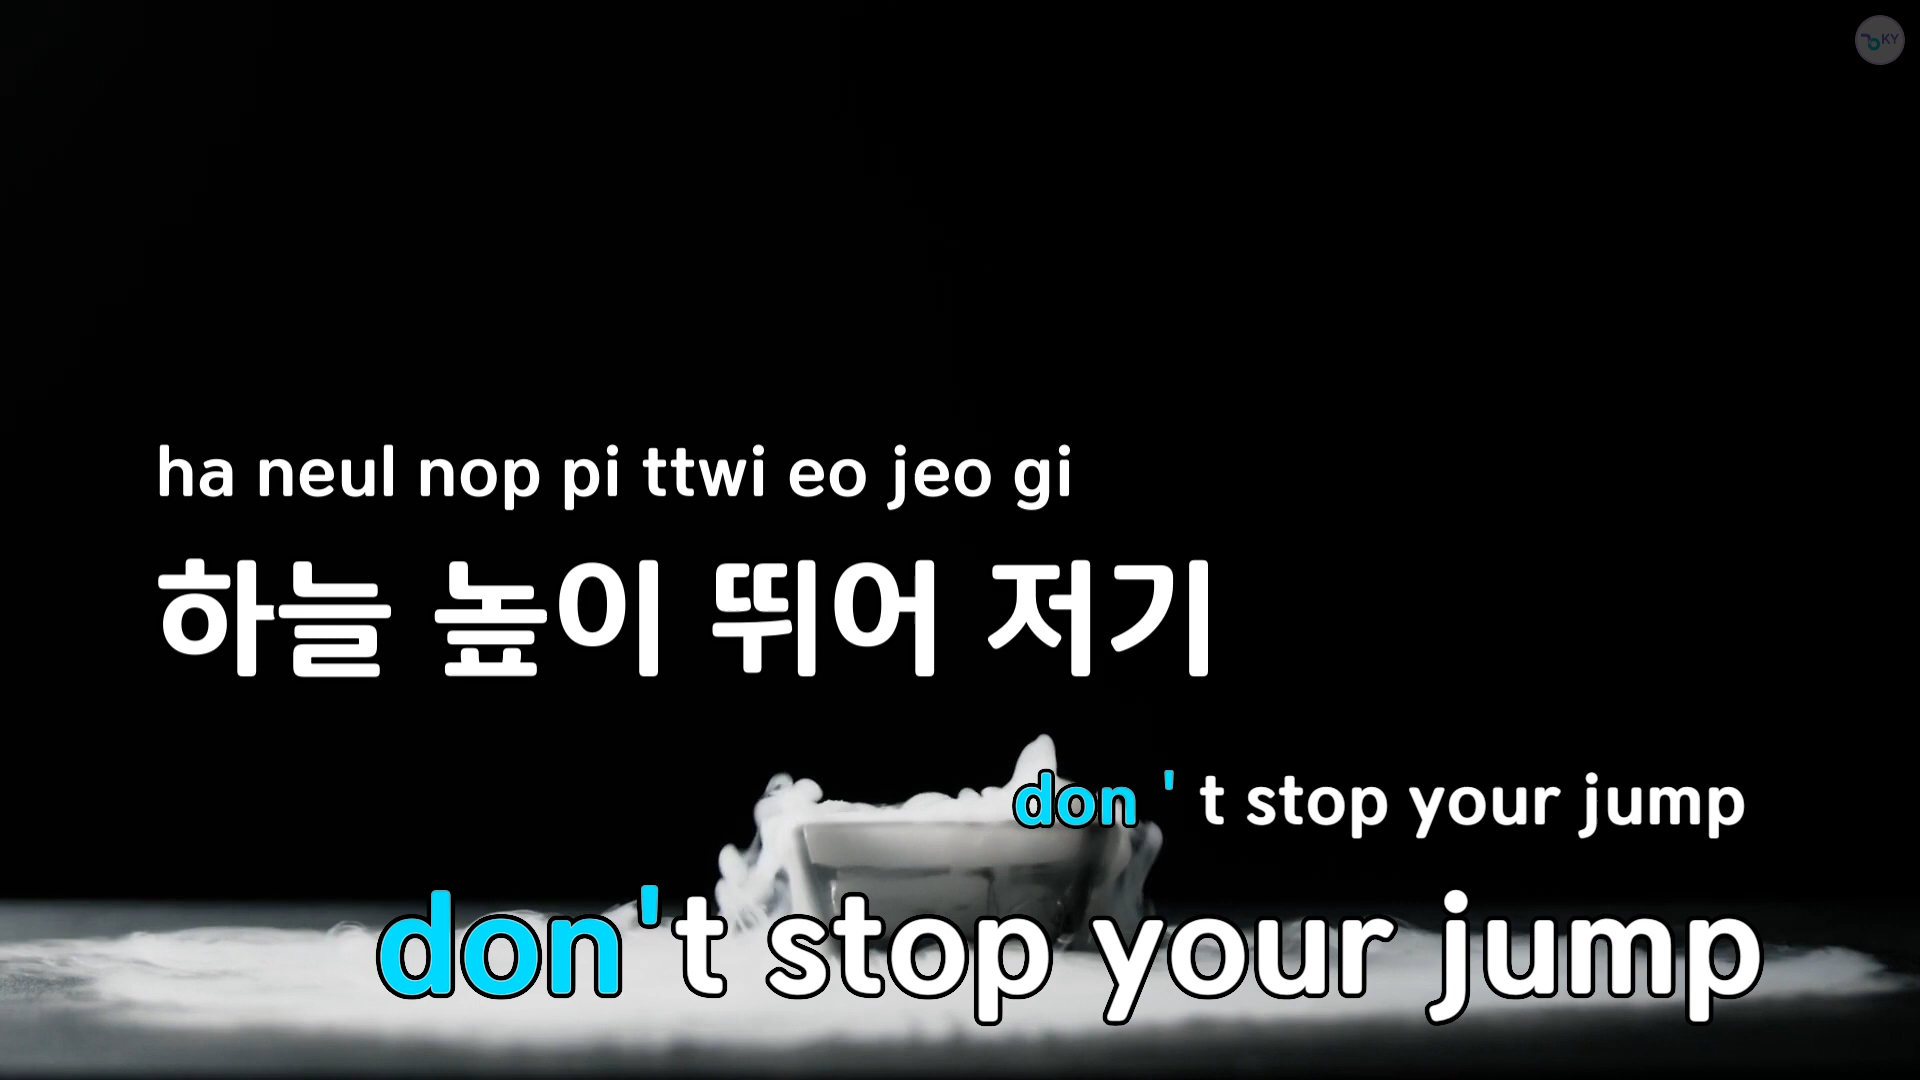 KY
ha neul nop pi ttwi eo jeo gi
하늘 높이 뛰어 저기
don ' t stop your jump
don't stop your jump